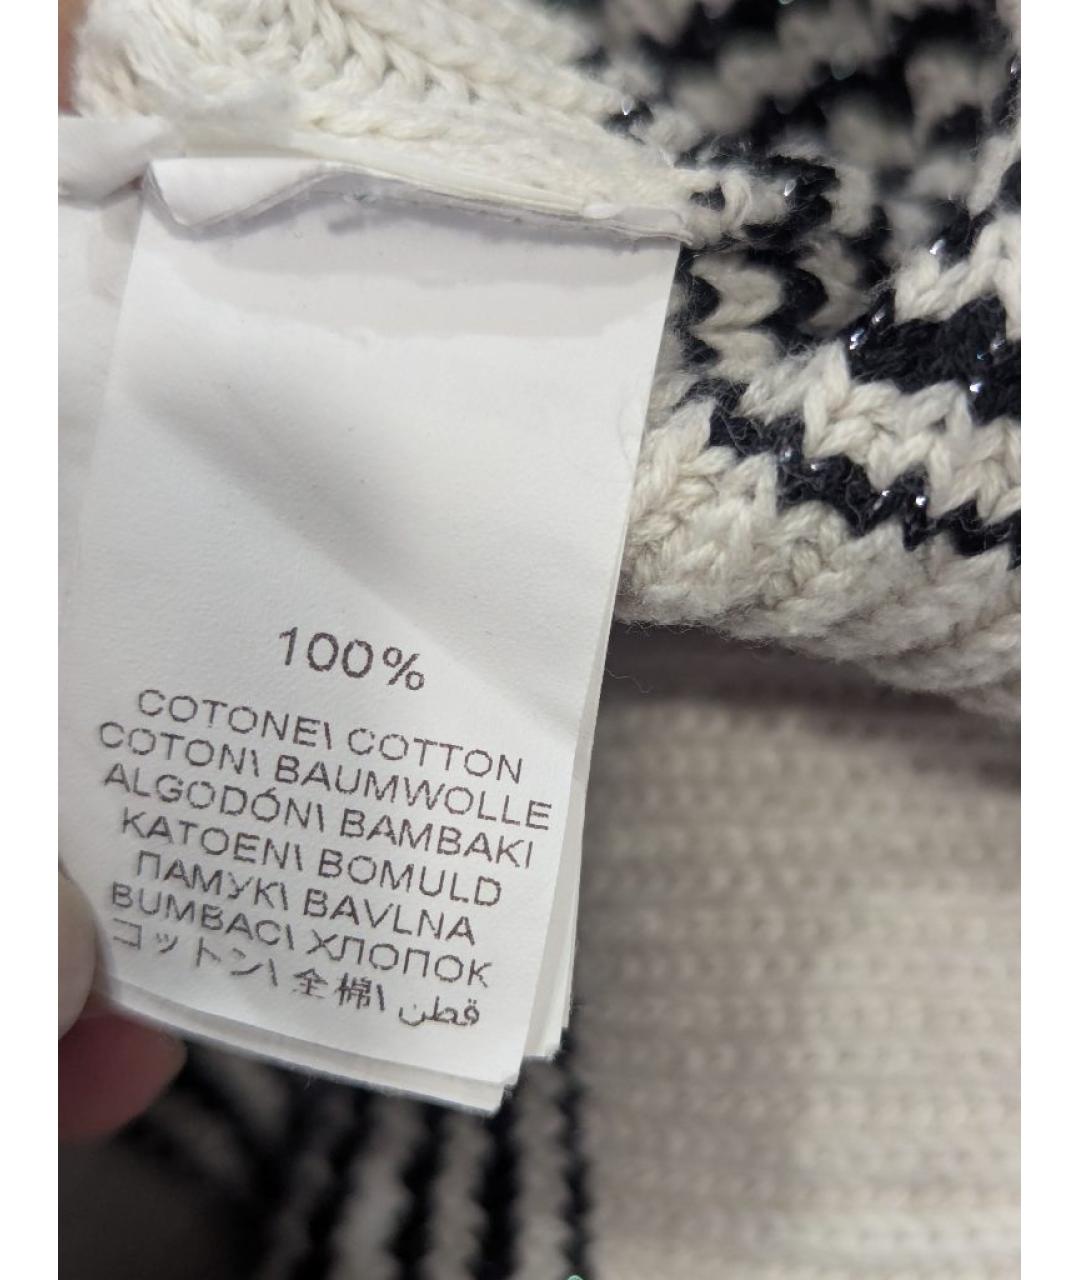 100%
COTONE\ COTTON
COTON\ BAUMWOLLE
ALGODÓN\ BAMBAKI
KATOEN\ BOMULD
ПАМУК\ BAVLNA
BUMBAC\ ХЛОПОК
コットン\ 全棉\ قطن